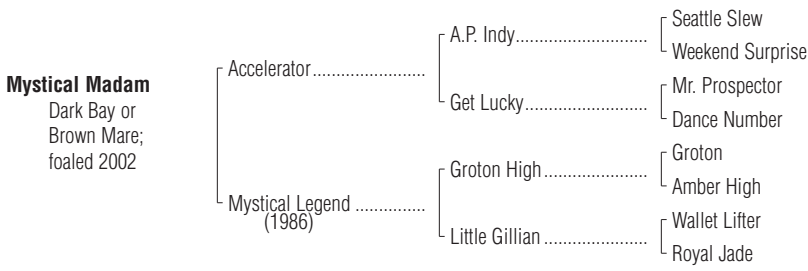 Seattle Slew
A.P. Indy
Weekend Surprise
Accelerator
Mr. Prospector
Get Lucky
Dance Number
Mystical Madam
Dark Bay or
Brown Mare;
foaled 2002
Groton
Groton High
Amber High
Mystical Legend
(1986)
Wallet Lifter
Little Gillian
Royal Jade